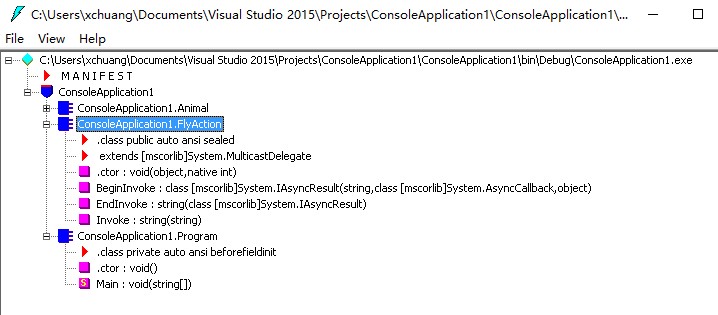 C:\Users\xchuang\Documents\Visual Studio 2015\Projects\ConsoleApplication1\ConsoleApplication1\...
File View Help
C:\Users\xchuang\Documents\Visual Studio 2015\Projects\ConsoleApplication1\ConsoleApplication1\bin\Debug\ConsoleApplication1.exe
M A N I F E S T
ConsoleApplication1
ConsoleApplication1.Animal
ConsoleApplication1.FlyAction
.class public auto ansi sealed
extends [mscorlib]System.MulticastDelegate
.ctor : void(object,native int)
BeginInvoke : class [mscorlib]System.IAsyncResult(string,class [mscorlib]System.AsyncCallback,object)
EndInvoke : string(class [mscorlib]System.IAsyncResult)
Invoke : string(string)
ConsoleApplication1.Program
.class private auto ansi beforefieldinit
.ctor : void()
S Main : void(string[])